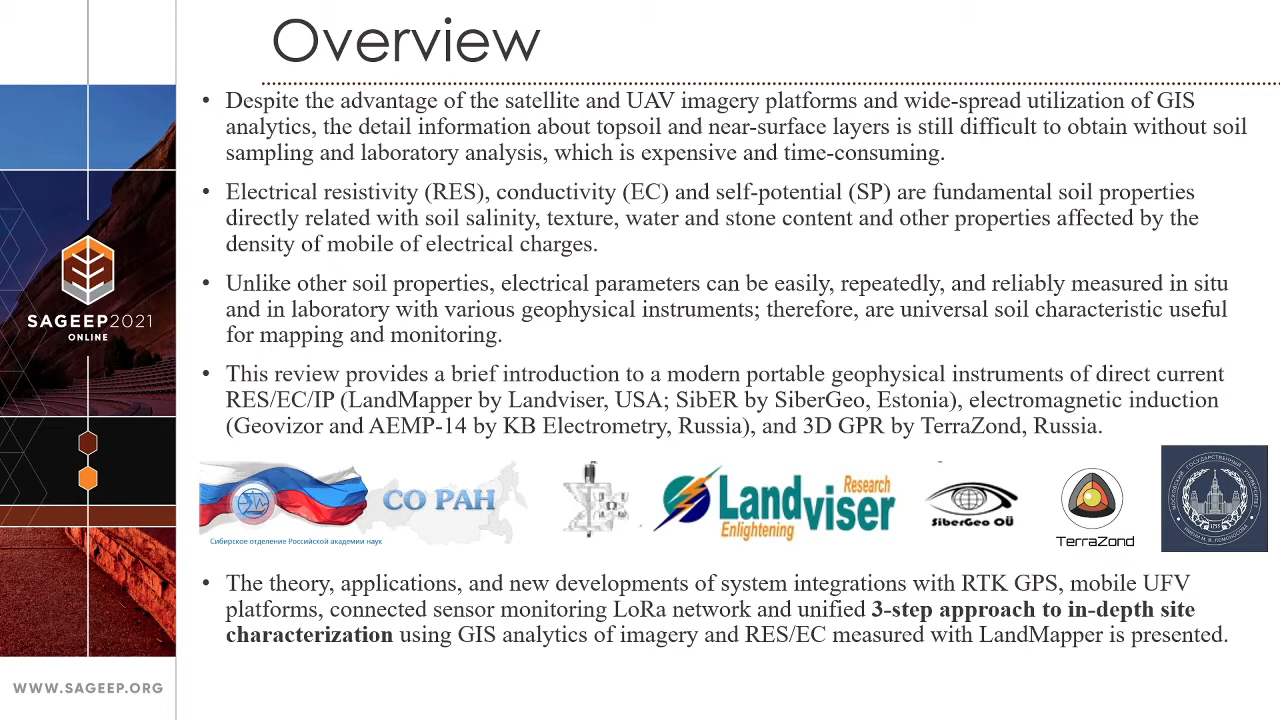 Overview
• Despite the advantage of the satellite and UAV imagery platforms and wide-spread utilization of GIS
analytics, the detail information about topsoil and near-surface layers is still difficult to obtain without soil
sampling and laboratory analysis, which is expensive and time-consuming.
• Electrical resistivity (RES), conductivity (EC) and self-potential (SP) are fundamental soil properties
directly related with soil salinity, texture, water and stone content and other properties affected by the
density of mobile of electrical charges.
• Unlike other soil properties, electrical parameters can be easily, repeatedly, and reliably measured in situ
and in laboratory with various geophysical instruments; therefore, are universal soil characteristic useful
for mapping and monitoring.
• This review provides a brief introduction to a modern portable geophysical instruments of direct current
RES/EC/IP (LandMapper by Landviser, USA; SibER by SiberGeo, Estonia), electromagnetic induction
(Geovizor and AEMP-14 by KB Electrometry, Russia), and 3D GPR by TerraZond, Russia.
СО РАН
Сибирское отделение Российской академии наук
Landviser
Research
Enlightening
SiberGeo OÜ
TerraZond
1755
• The theory, applications, and new developments of system integrations with RTK GPS, mobile UFV
platforms, connected sensor monitoring LoRa network and unified 3-step approach to in-depth site
characterization using GIS analytics of imagery and RES/EC measured with LandMapper is presented.
SAGEEP2021
ONLINE
WWW.SAGEEP.ORG